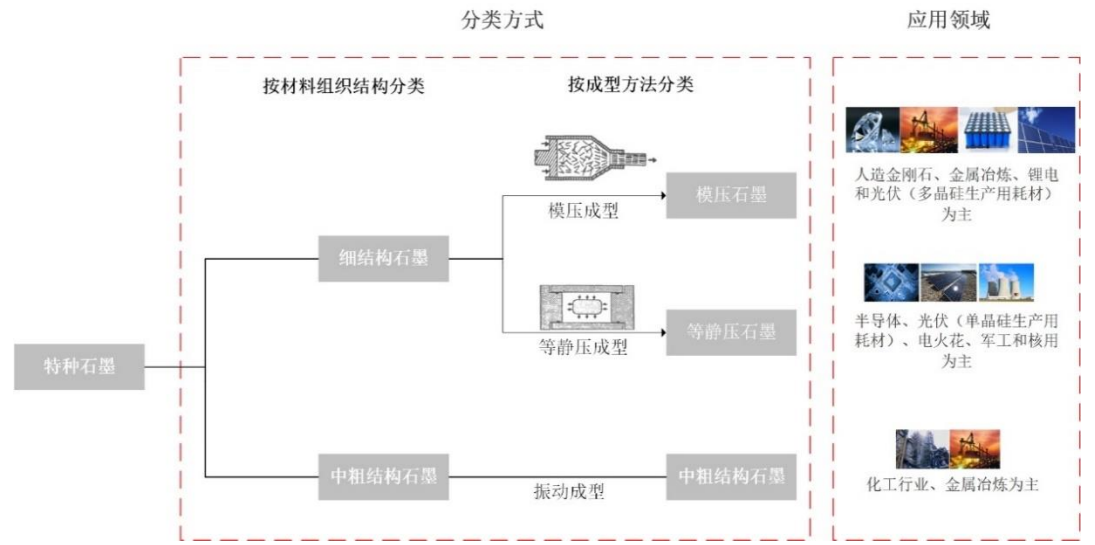 分类方式
应用领域
按材料组织结构分类
按成型方法分类
模压成型
模压石墨
人造金刚石、金属冶炼、锂电
和光伏（多晶硅生产用耗材）
为主
细结构石墨
等静压成型
等静压石墨
半导体、光伏（单晶硅生产用
耗材）、电火花、军工和核用
为主
特种石墨
中粗结构石墨
振动成型
中粗结构石墨
化工行业、金属冶炼为主